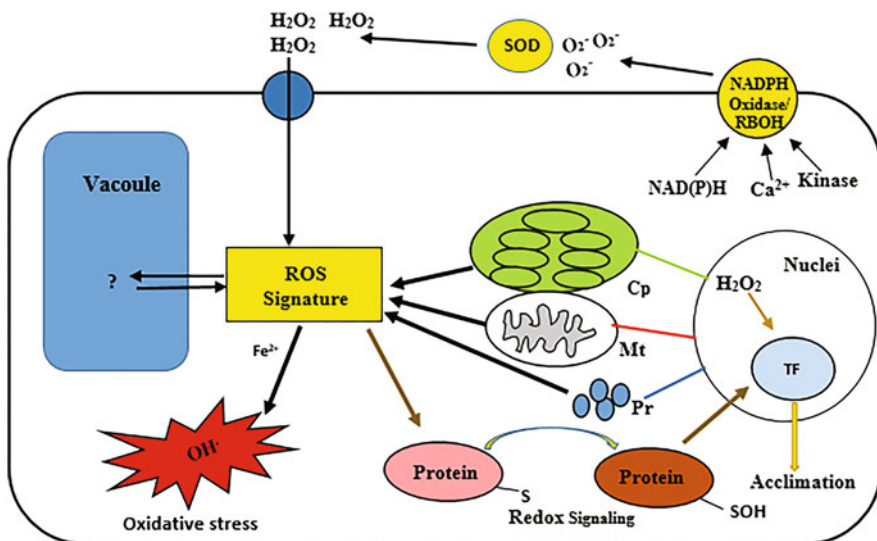 H2O2 H2O2
H2O2
SOD
O2- O2-
O2-
NADPH
Oxidase/
RBOH
NAD(P)H
Ca2+
Kinase
Vacoule
?
ROS
Signature
Cp
Mt
Pr
Nuclei
H2O2
TF
Fe2+
OH·
Oxidative stress
Protein
S
Redox Signaling
Protein
SOH
Acclimation